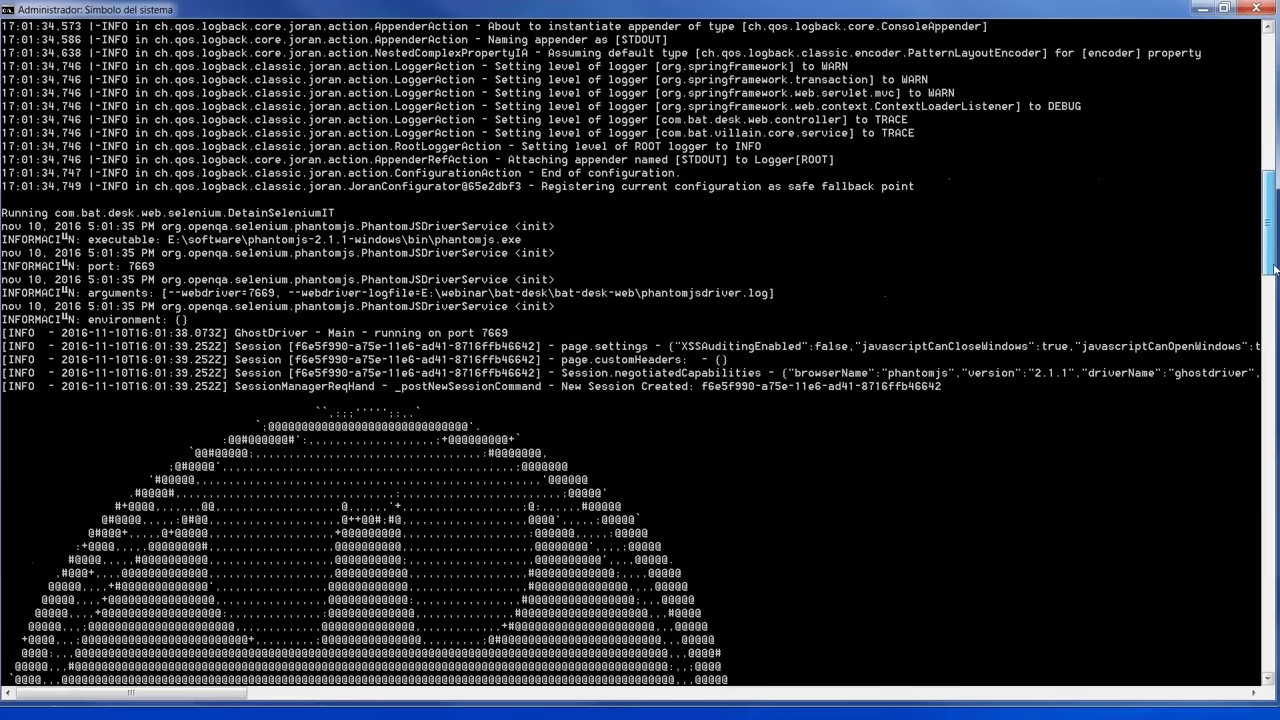 Administrador: Símbolo del sistema
17:01:34,573 |-INFO in ch.qos.logback.core.joran.action.AppenderAction - About to instantiate appender of type [ch.qos.logback.core.ConsoleAppender]
17:01:34,586 |-INFO in ch.qos.logback.core.joran.action.AppenderAction - Naming appender as [STDOUT]
17:01:34,638 |-INFO in ch.qos.logback.core.joran.action.NestedComplexPropertyIA - Assuming default type [ch.qos.logback.classic.encoder.PatternLayoutEncoder] for [encoder] property
17:01:34,746 |-INFO in ch.qos.logback.classic.joran.action.LoggerAction - Setting level of logger [org.springframework] to WARN
17:01:34,746 |-INFO in ch.qos.logback.classic.joran.action.LoggerAction - Setting level of logger [org.springframework.transaction] to WARN
17:01:34,746 |-INFO in ch.qos.logback.classic.joran.action.LoggerAction - Setting level of logger [org.springframework.web.servlet.mvc] to WARN
17:01:34,746 |-INFO in ch.qos.logback.classic.joran.action.LoggerAction - Setting level of logger [org.springframework.web.context.ContextLoaderListener] to DEBUG
17:01:34,746 |-INFO in ch.qos.logback.classic.joran.action.LoggerAction - Setting level of logger [com.bat.desk.web.controller] to TRACE
17:01:34,746 |-INFO in ch.qos.logback.classic.joran.action.LoggerAction - Setting level of logger [com.bat.villain.core.service] to TRACE
17:01:34,746 |-INFO in ch.qos.logback.classic.joran.action.RootLoggerAction - Setting level of ROOT logger to INFO
17:01:34,746 |-INFO in ch.qos.logback.core.joran.action.AppenderRefAction - Attaching appender named [STDOUT] to Logger[ROOT]
17:01:34,747 |-INFO in ch.qos.logback.classic.joran.action.ConfigurationAction - End of configuration.
17:01:34,749 |-INFO in ch.qos.logback.classic.joran.JoranConfigurator@65e2dbf3 - Registering current configuration as safe fallback point
Running com.bat.desk.web.selenium.DetainSeleniumIT
nov 10, 2016 5:01:35 PM org.openqa.selenium.phantomjs.PhantomJSDriverService <init>
INFORMACIËN: executable: E:\software\phantomjs-2.1.1-windows\bin\phantomjs.exe
nov 10, 2016 5:01:35 PM org.openqa.selenium.phantomjs.PhantomJSDriverService <init>
INFORMACIËN: port: 7669
nov 10, 2016 5:01:35 PM org.openqa.selenium.phantomjs.PhantomJSDriverService <init>
INFORMACIËN: arguments: [--webdriver=7669, --webdriver-logfile=E:\webinar\bat-desk\bat-desk-web\phantomjsdriver.log]
nov 10, 2016 5:01:35 PM org.openqa.selenium.phantomjs.PhantomJSDriverService <init>
INFORMACIËN: environment: {}
[INFO  - 2016-11-10T16:01:38.073Z] GhostDriver - Main - running on port 7669
[INFO  - 2016-11-10T16:01:39.252Z] Session [f6e5f990-a75e-11e6-ad41-8716ffb46642] - page.settings - {"XSSAuditingEnabled":false,"javascriptCanCloseWindows":true,"javascriptCanOpenWindows":t
[INFO  - 2016-11-10T16:01:39.252Z] Session [f6e5f990-a75e-11e6-ad41-8716ffb46642] - page.customHeaders:  - {}
[INFO  - 2016-11-10T16:01:39.252Z] Session [f6e5f990-a75e-11e6-ad41-8716ffb46642] - Session.negotiatedCapabilities - {"browserName":"phantomjs","version":"2.1.1","driverName":"ghostdriver",
[INFO  - 2016-11-10T16:01:39.252Z] SessionManagerReqHand - _postNewSessionCommand - New Session Created: f6e5f990-a75e-11e6-ad41-8716ffb46642